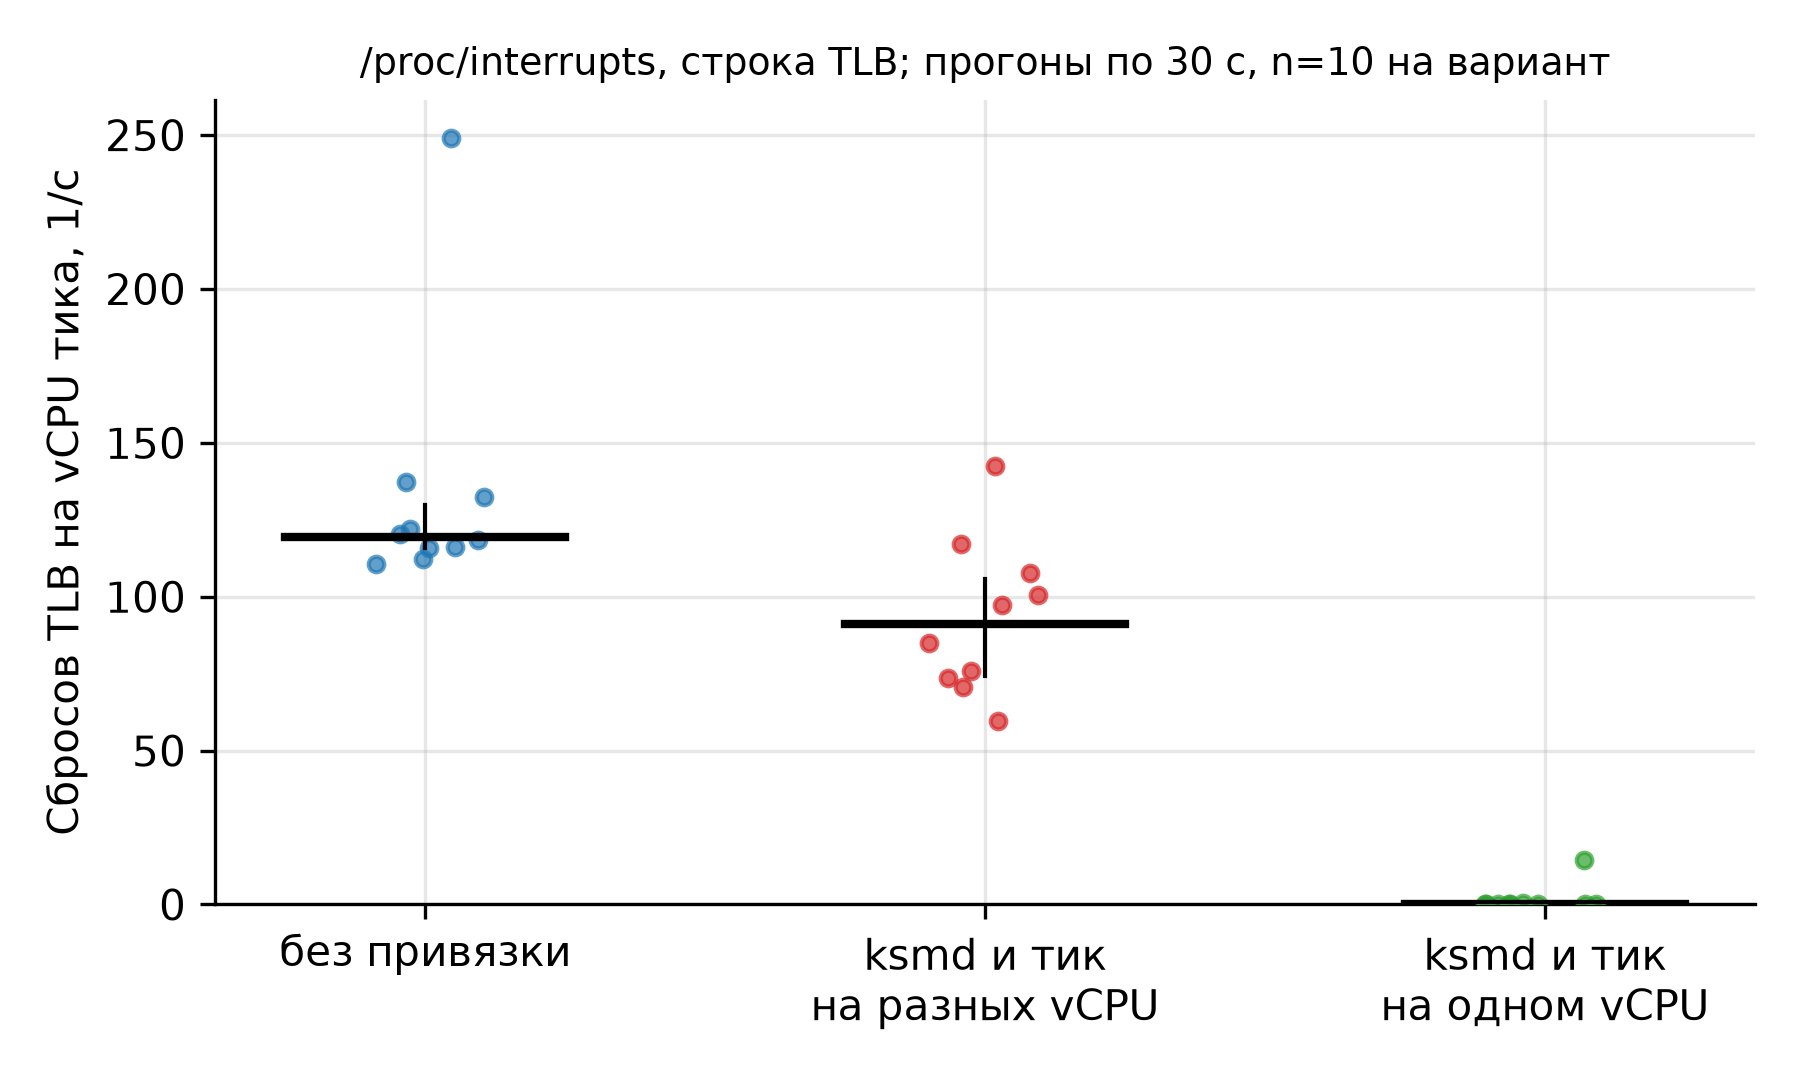 /proc/interrupts, строка TLB; прогоны по 30 с, n=10 на вариант
Сбросов TLB на vCPU тика, 1/с
250
200
150
100
50
0
без привязки
ksmd и тик
на разных vCPU
ksmd и тик
на одном vCPU